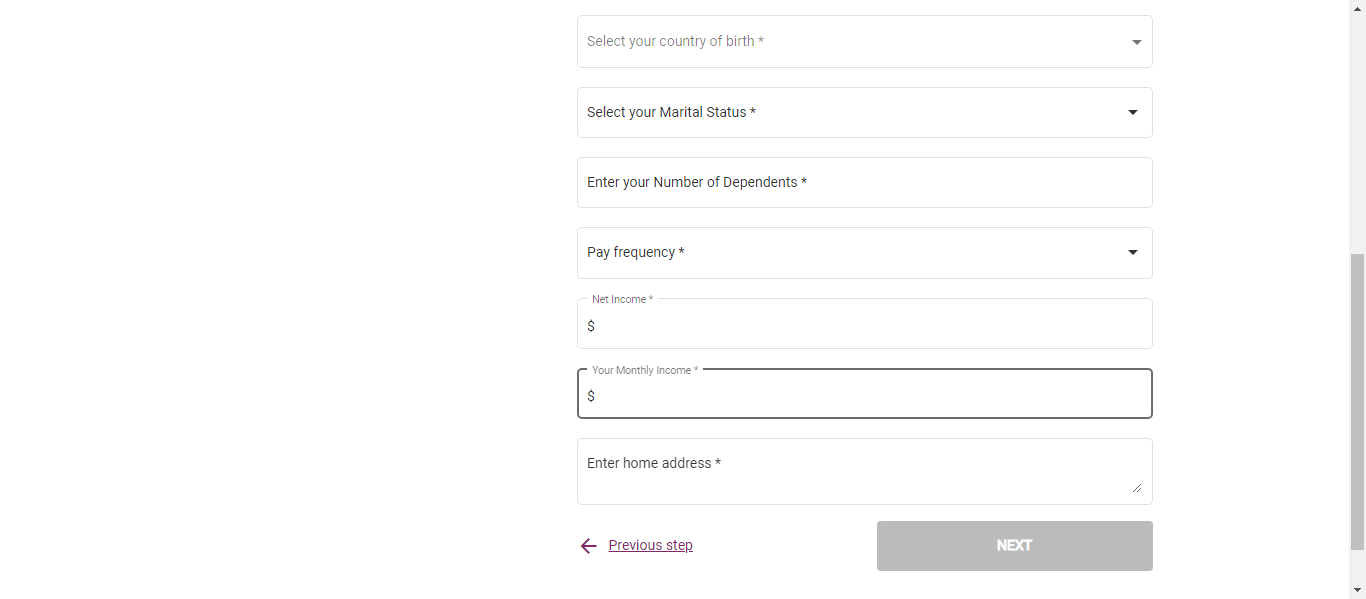 Select your country of birth *
Select your Marital Status *
Enter your Number of Dependents *
Pay frequency *
Net Income *
$
Your Monthly Income *
$
Enter home address *
Previous step
NEXT